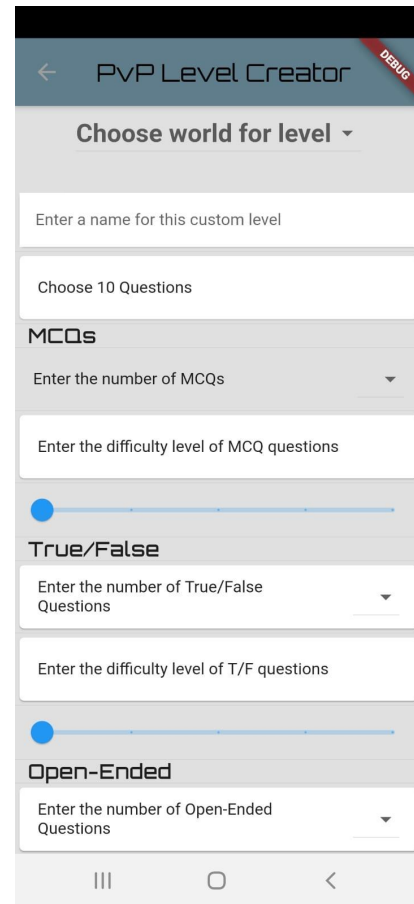 PvP Level Creator
DEBUG
Choose world for level
Enter a name for this custom level
Choose 10 Questions
MCQs
Enter the number of MCQs
Enter the difficulty level of MCQ questions
True/False
Enter the number of True/False
Questions
Enter the difficulty level of T/F questions
Open-Ended
Enter the number of Open-Ended
Questions